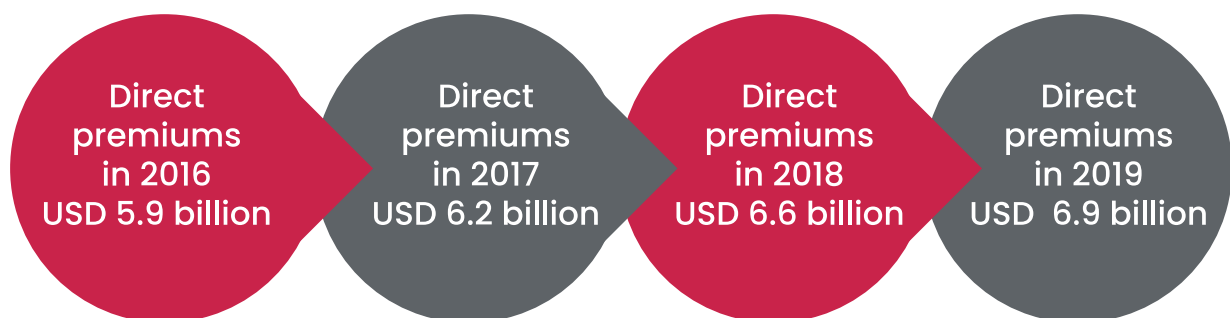 Direct
premiums
in 2016
USD 5.9 billion
Direct
premiums
in 2017
USD 6.2 billion
Direct
premiums
in 2018
USD 6.6 billion
Direct
premiums
in 2019
USD  6.9 billion